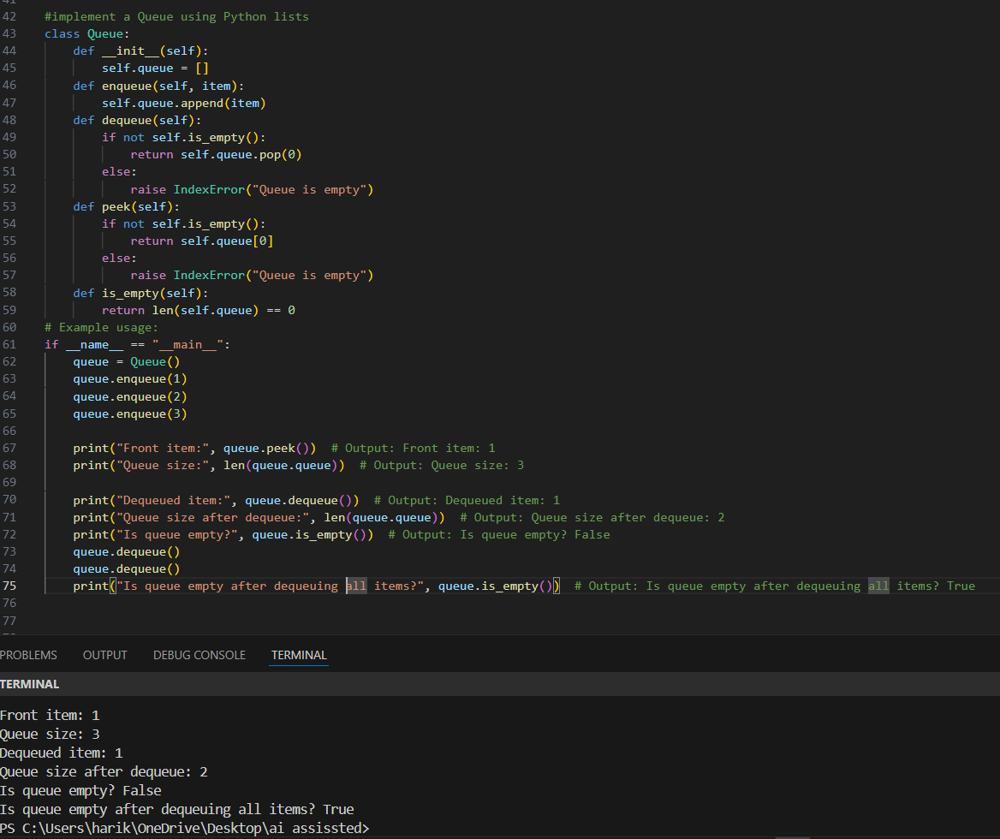 41
42 #implement a Queue using Python lists
43 class Queue:
44     def __init__(self):
45         self.queue = []
46     def enqueue(self, item):
47         self.queue.append(item)
48     def dequeue(self):
49         if not self.is_empty():
50             return self.queue.pop(0)
51         else:
52             raise IndexError("Queue is empty")
53     def peek(self):
54         if not self.is_empty():
55             return self.queue[0]
56         else:
57             raise IndexError("Queue is empty")
58     def is_empty(self):
59         return len(self.queue) == 0
60 # Example usage:
61 if __name__ == "__main__":
62     queue = Queue()
63     queue.enqueue(1)
64     queue.enqueue(2)
65     queue.enqueue(3)
66
67     print("Front item:", queue.peek())  # Output: Front item: 1
68     print("Queue size:", len(queue.queue))  # Output: Queue size: 3
69
70     print("Dequeued item:", queue.dequeue())  # Output: Dequeued item: 1
71     print("Queue size after dequeue:", len(queue.queue))  # Output: Queue size after dequeue: 2
72     print("Is queue empty?", queue.is_empty())  # Output: Is queue empty? False
73     queue.dequeue()
74     queue.dequeue()
75     print("Is queue empty after dequeuing all items?", queue.is_empty())  # Output: Is queue empty after dequeuing all items? True
76
77
PROBLEMS OUTPUT DEBUG CONSOLE TERMINAL
TERMINAL
Front item: 1
Queue size: 3
Dequeued item: 1
Queue size after dequeue: 2
Is queue empty? False
Is queue empty after dequeuing all items? True
PS C:\Users\harik\OneDrive\Desktop\ai assissted>